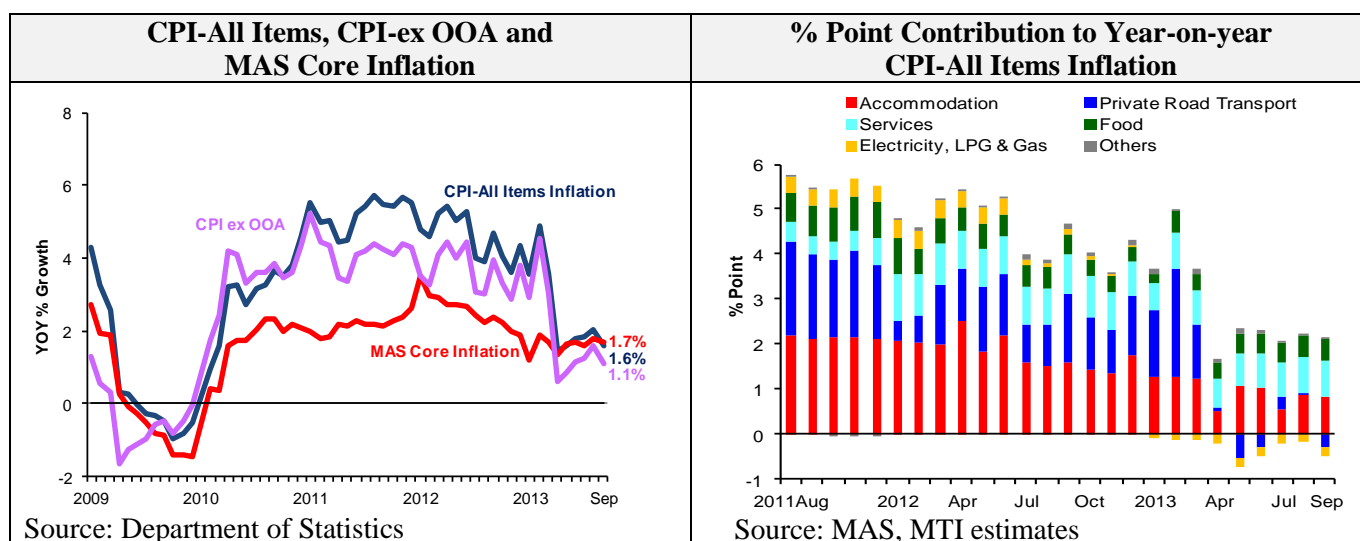 CPI-All Items, CPI-ex OOA and
MAS Core Inflation
8
6
4
2
0
-2
YOY % Growth
CPI-All Items Inflation
CPI ex OOA
MAS Core Inflation
1.7%
1.6%
1.1%
2009 2010 2011 2012 2013 Sep
Source: Department of Statistics
% Point Contribution to Year-on-year
CPI-All Items Inflation
Accommodation Private Road Transport
Services Food
Electricity, LPG & Gas Others
6
5
4
3
2
1
0
-1
% Point
2011Aug 2012 Apr Jul Oct 2013 Apr Jul Sep
Source: MAS, MTI estimates